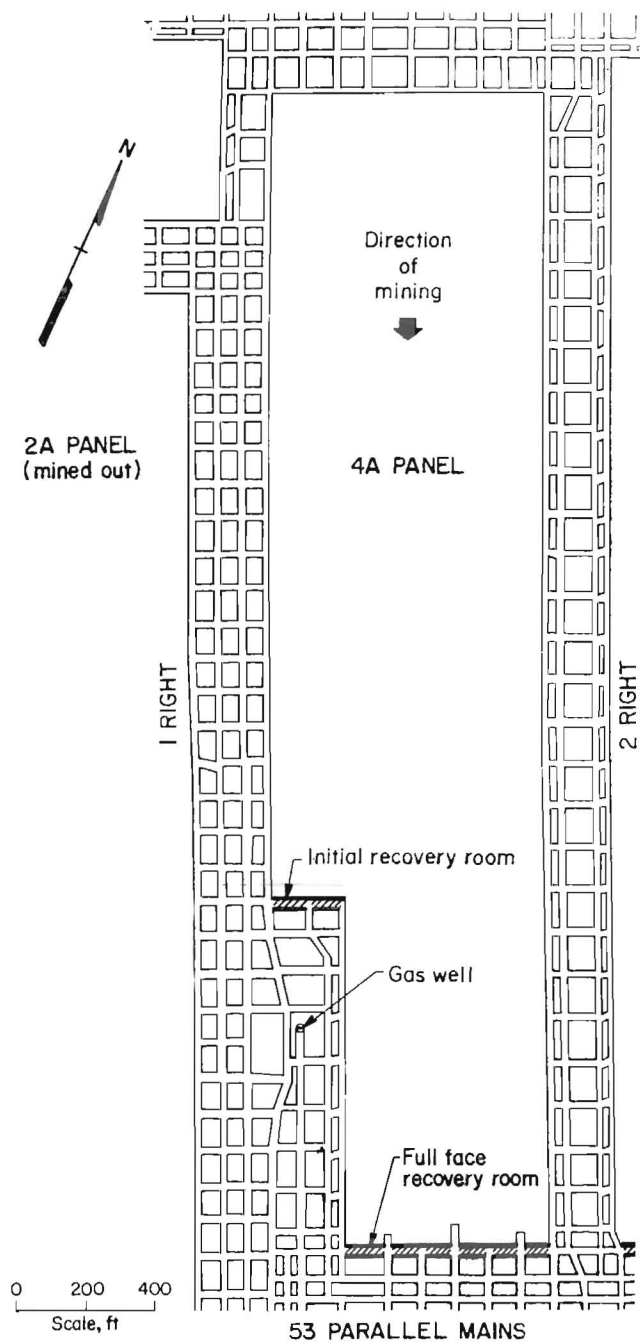 N
Direction
of
mining
2A PANEL
(mined out)
4A PANEL
1 RIGHT
2 RIGHT
Initial recovery room
Gas well
Full face
recovery room
0 200 400
Scale, ft
53 PARALLEL MAINS